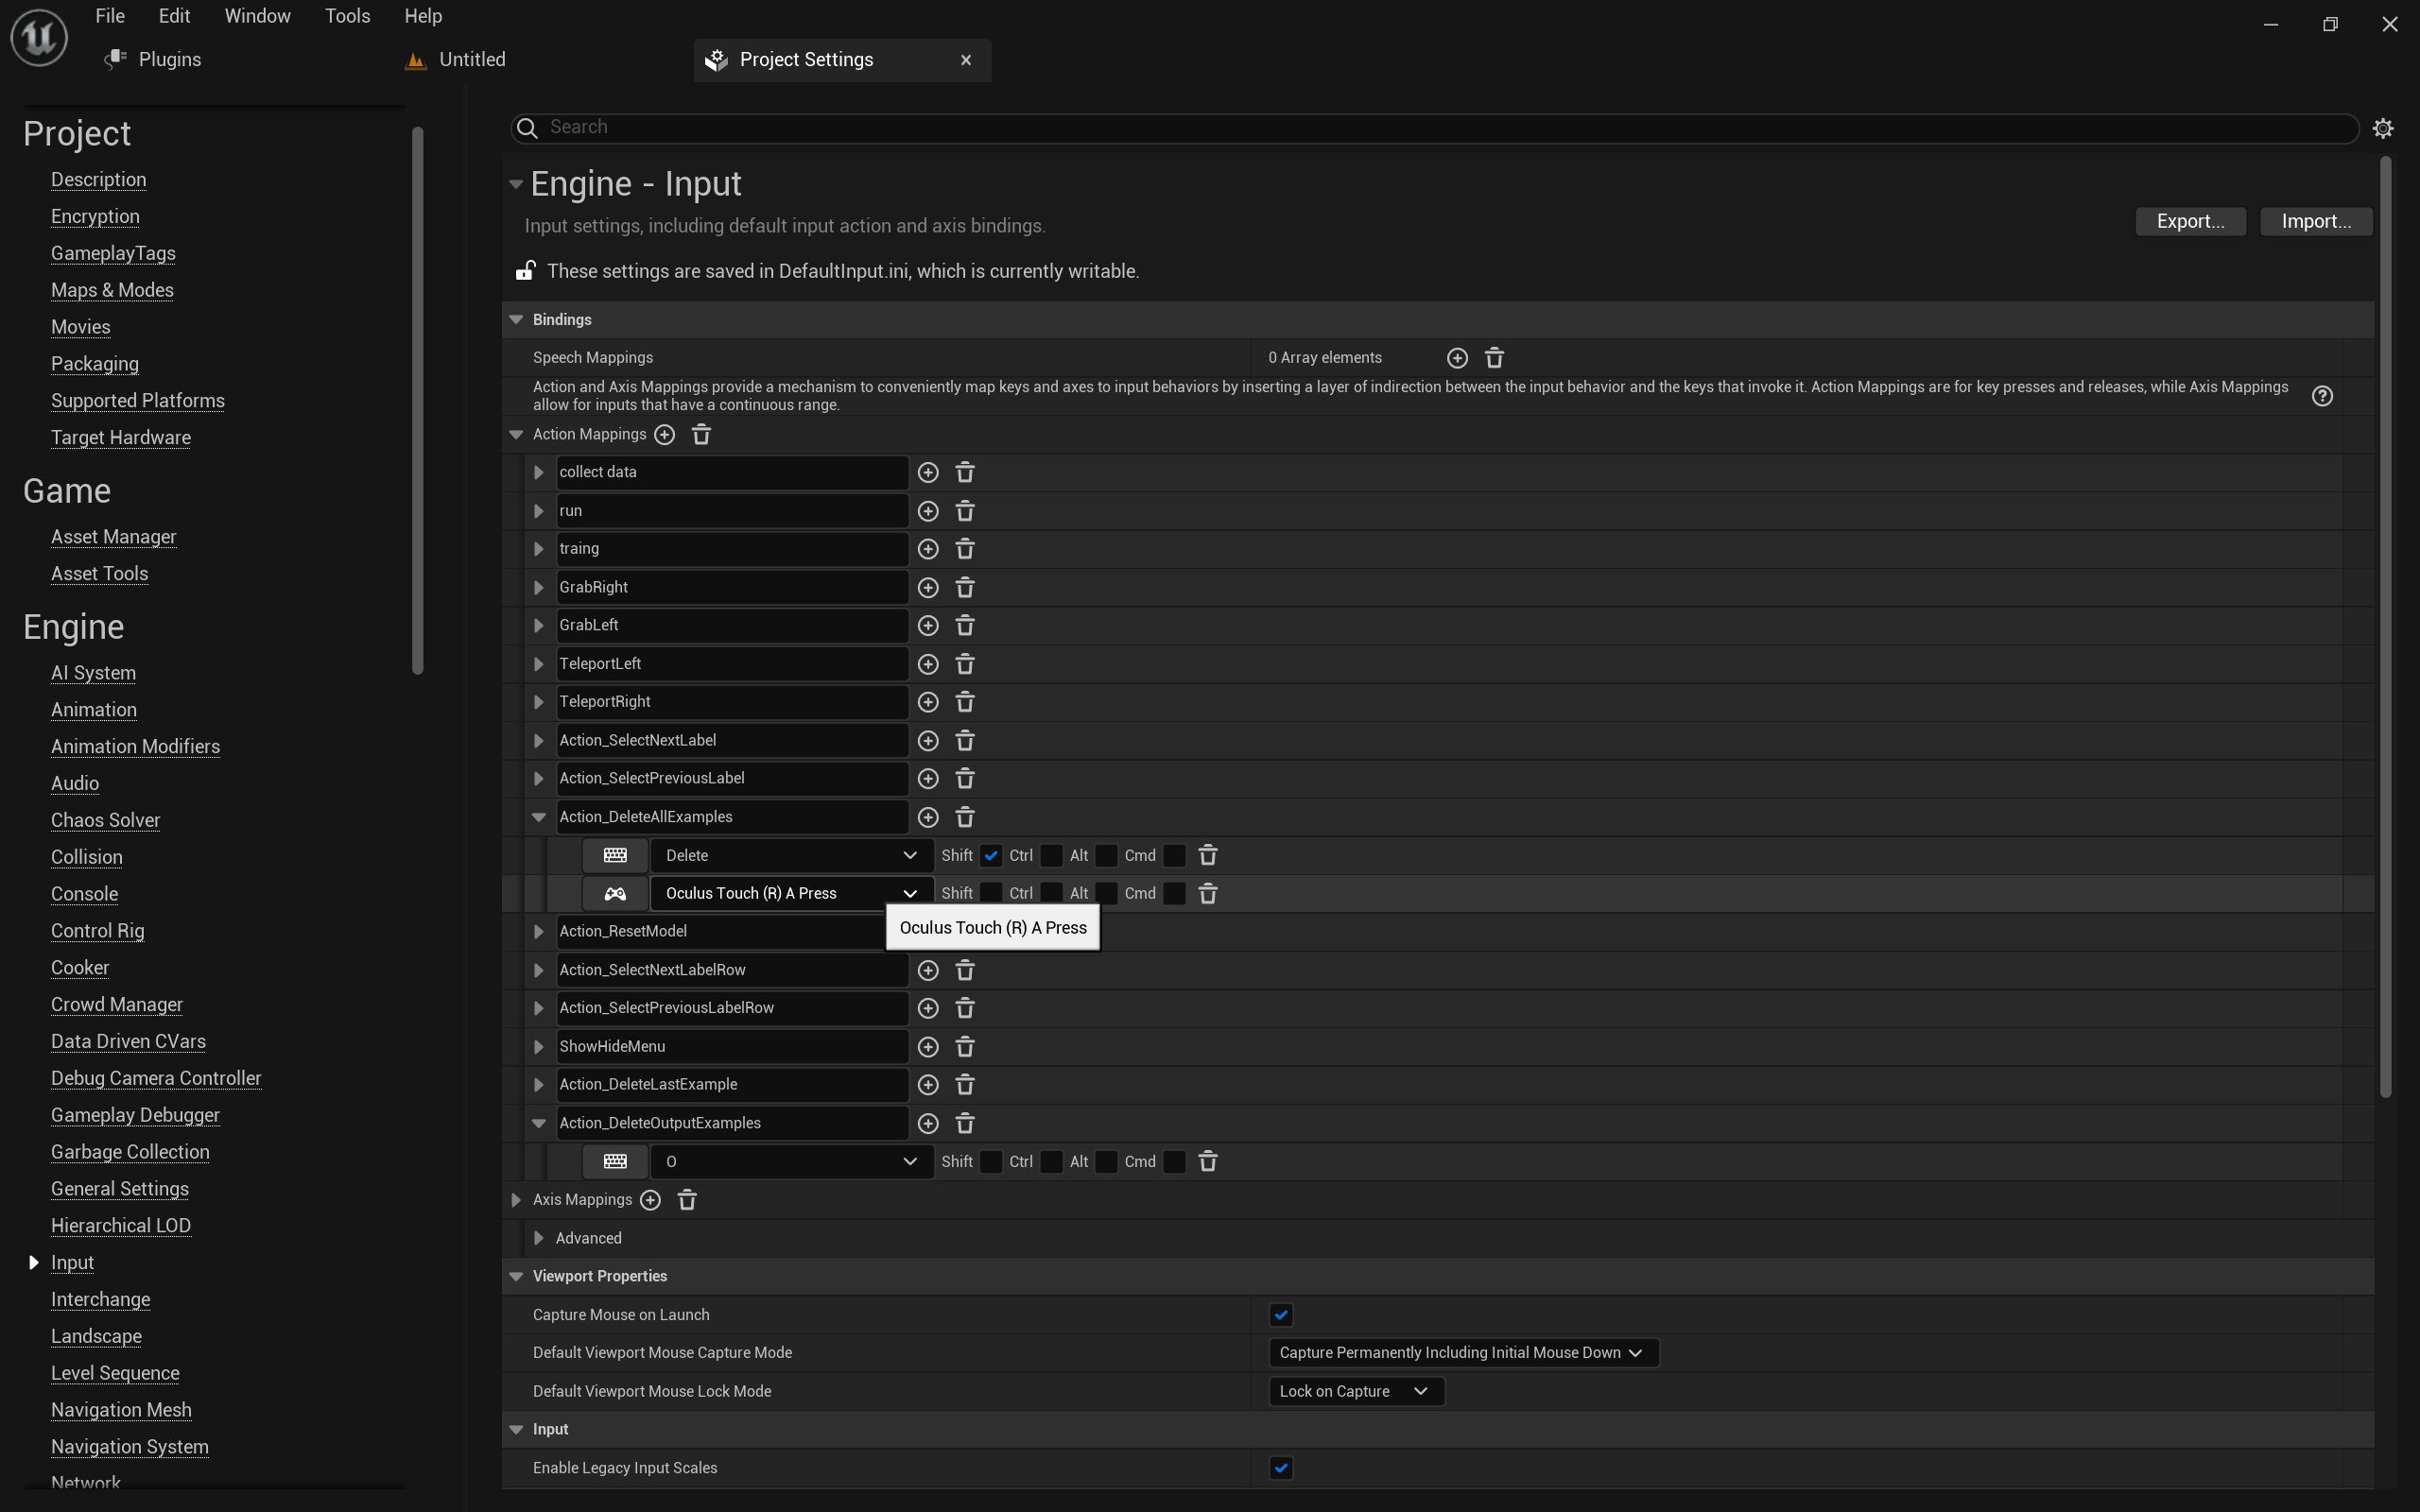 File Edit Window Tools Help
Plugins Untitled Project Settings
Project
Description
Encryption
GameplayTags
Maps & Modes
Movies
Packaging
Supported Platforms
Target Hardware
Game
Asset Manager
Asset Tools
Engine
AI System
Animation
Animation Modifiers
Audio
Chaos Solver
Collision
Console
Control Rig
Cooker
Crowd Manager
Data Driven CVars
Debug Camera Controller
Gameplay Debugger
Garbage Collection
General Settings
Hierarchical LOD
Input
Interchange
Landscape
Level Sequence
Navigation Mesh
Navigation System
Network
Search
Engine - Input
Input settings, including default input action and axis bindings.
Export... Import...
These settings are saved in DefaultInput.ini, which is currently writable.
Bindings
Speech Mappings 0 Array elements
Action and Axis Mappings provide a mechanism to conveniently map keys and axes to input behaviors by inserting a layer of indirection between the input behavior and the keys that invoke it. Action Mappings are for key presses and releases, while Axis Mappings
allow for inputs that have a continuous range.
Action Mappings
collect data
run
traing
GrabRight
GrabLeft
TeleportLeft
TeleportRight
Action_SelectNextLabel
Action_SelectPreviousLabel
Action_DeleteAllExamples
Delete Shift Ctrl Alt Cmd
Oculus Touch (R) A Press Shift Ctrl Alt Cmd
Oculus Touch (R) A Press
Action_ResetModel
Action_SelectNextLabelRow
Action_SelectPreviousLabelRow
ShowHideMenu
Action_DeleteLastExample
Action_DeleteOutputExamples
O Shift Ctrl Alt Cmd
Axis Mappings
Advanced
Viewport Properties
Capture Mouse on Launch
Default Viewport Mouse Capture Mode Capture Permanently Including Initial Mouse Down
Default Viewport Mouse Lock Mode Lock on Capture
Input
Enable Legacy Input Scales